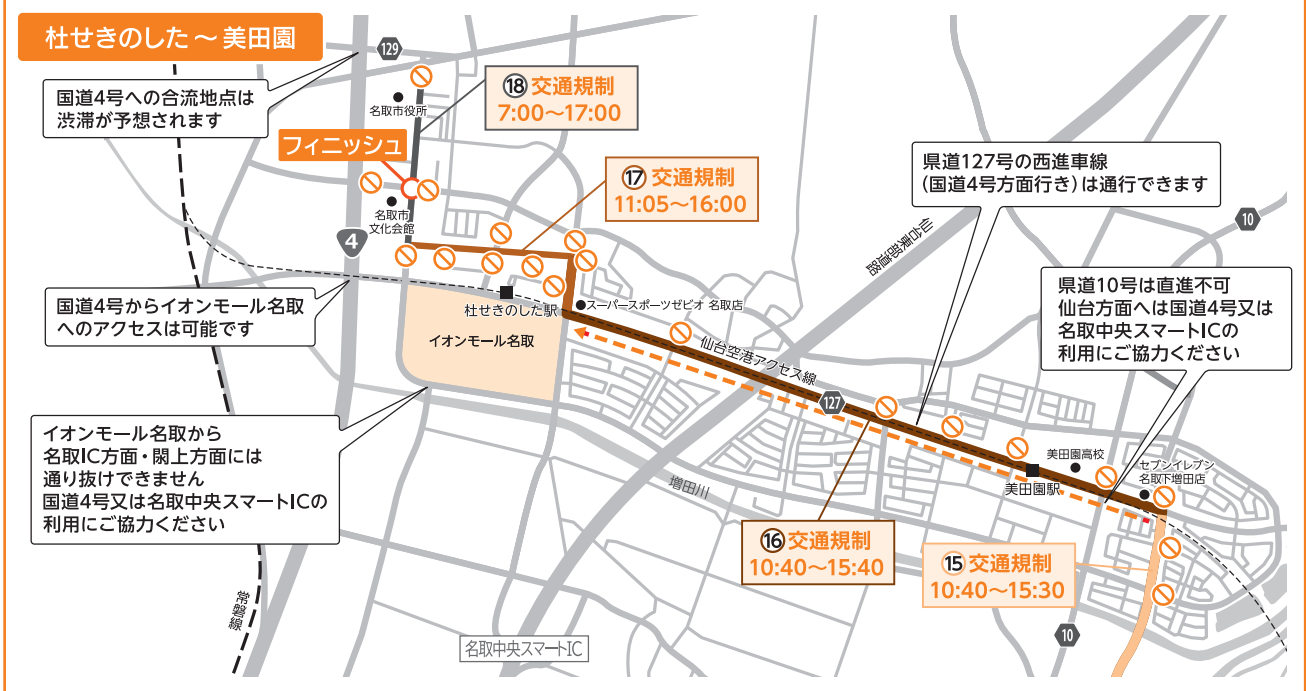 杜せきのした～美田園
129
国道4号への合流地点は
渋滞が予想されます
名取市役所
⑱交通規制
7:00～17:00
フィニッシュ
⑰交通規制
11:05～16:00
県道127号の西進車線
(国道4号方面行き)は通行できます
名取市
文化会館
4
仙台東部道路
10
国道4号からイオンモール名取
へのアクセスは可能です
杜せきのした駅
スーパースポーツゼビオ 名取店
県道10号は直進不可
仙台方面へは国道4号又は
名取中央スマートICの
利用にご協力ください
イオンモール名取
仙台空港アクセス線
127
イオンモール名取から
名取IC方面・閖上方面には
通り抜けできません
国道4号又は名取中央スマートICの
利用にご協力ください
美田園高校
セブンイレブン
名取下増田店
美田園駅
増田川
⑯交通規制
10:40～15:40
⑮交通規制
10:40～15:30
常磐線
名取中央スマートIC
10